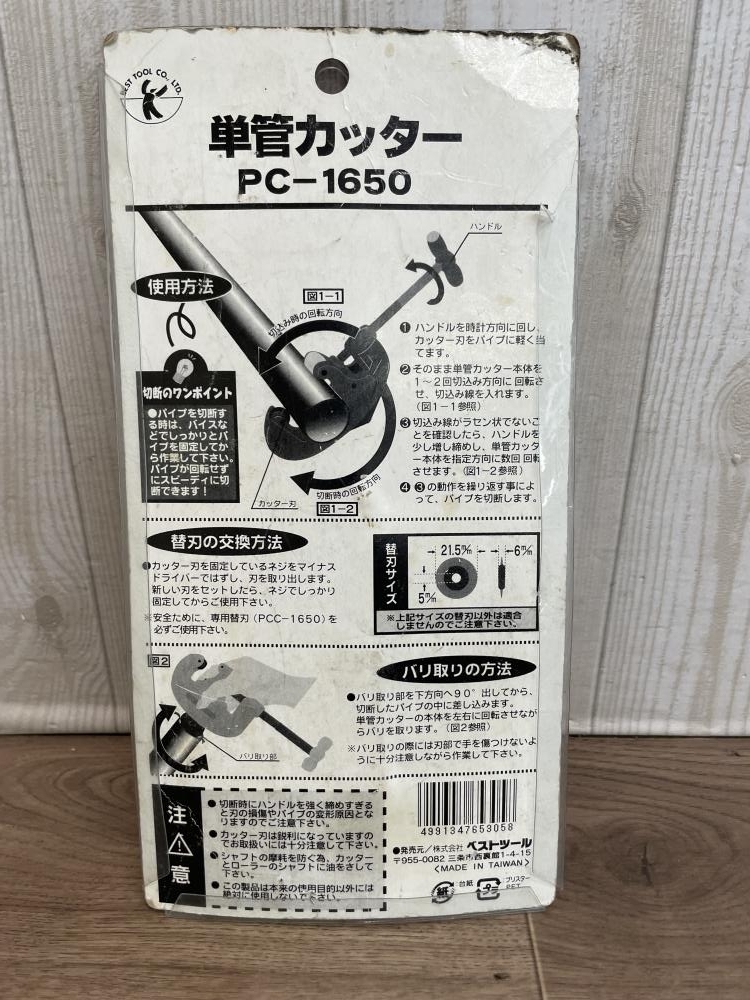 BEST TOOL CO., LTD.
単管カッター
PC-1650
ハンドル
使用方法
図1-1
切込み時の回転方向
切断のワンポイント
●パイプを切断す
る時は、バイスな
どでしっかりとパ
イプを固定してか
ら作業して下さい。
パイプが回転せず
にスピーディに切
断できます！
カッター刃
切断時の回転方向
図1-2
❶ハンドルを時計方向に回し、
カッター刃をパイプに軽く当
てます。
❷そのまま単管カッター本体を
1～2回切込み方向に回転さ
せ、切込み線を入れます。
(図1-1参照)
❸切込み線がラセン状でないこ
とを確認したら、ハンドルを
少し増し締めし、単管カッタ
ー本体を指定方向に数回 回転
させます。(図1-2参照)
❹❸の動作を繰り返す事によ
って、パイプを切断します。
替刃の交換方法
●カッター刃を固定しているネジをマイナス
ドライバーではずし、刃を取り出します。
新しい刃をセットしたら、ネジでしっかり
固定してからご使用下さい。
※安全ために、専用替刃(PCC-1650)を
必ずご使用下さい。
替刃サイズ
21.5m/m
6m/m
5m/m
※上記サイズの替刃以外は適合
しませんのでご注意下さい。
図2
バリ取り部
バリ取りの方法
●バリ取り部を下方向へ90°出してから、
切断したパイプの中に差し込みます。
単管カッターの本体を左右に回転させなが
らバリを取ります。(図2参照)
※バリ取りの際には刃部で手を傷つけないよ
うに十分注意しながら作業して下さい。
注⚠意
●切断時にハンドルを強く締めすぎる
と刃の損傷やパイプの変形原因とな
りますのでご注意下さい。
●カッター刃は鋭利になっていますの
でお取扱いには十分注意して下さい。
●シャフトの摩耗を防ぐ為、カッター
とローラーのシャフトに油をさして
下さい。
●この製品は本来の使用目的以外には
絶対に使用しないで下さい。
4991347653058
●発売元/株式会社 ベストツール
〒955-0082 三条市西裏館1-4-15
<MADE IN TAIWAN>
紙
台紙
プラ
ブリスター
PET